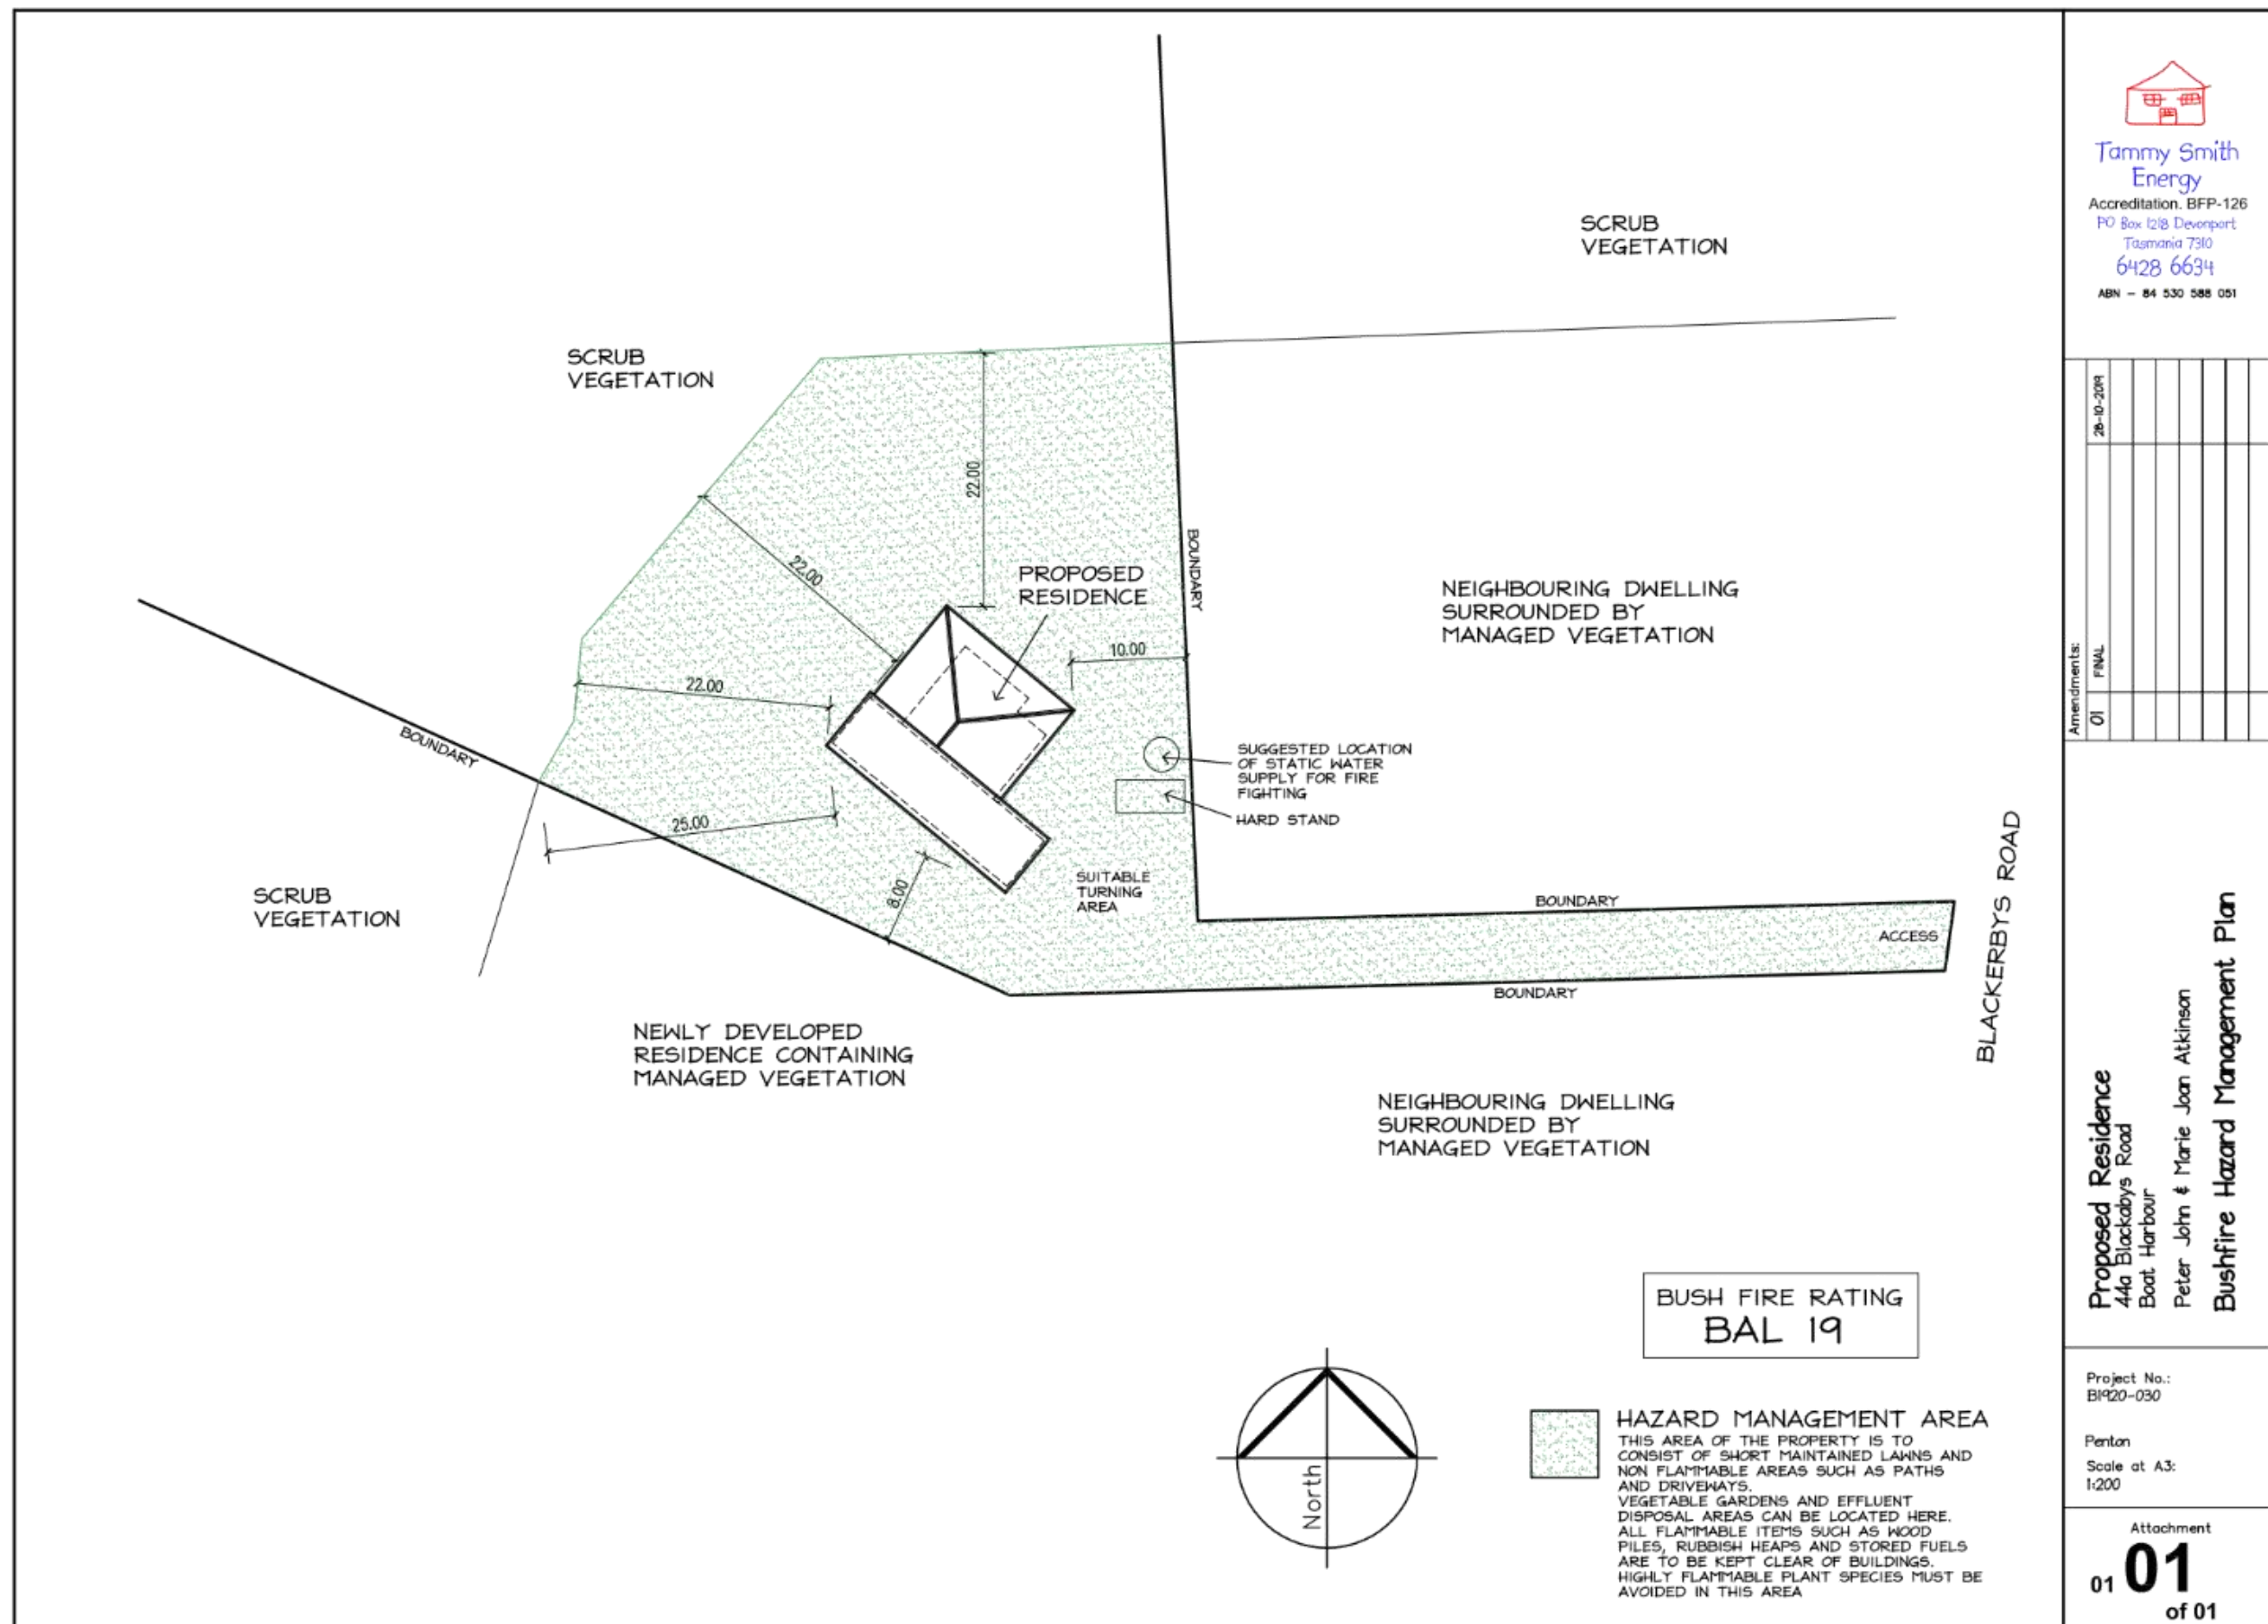 SCRUB
VEGETATION
SCRUB
VEGETATION
22.00
22.00
PROPOSED
RESIDENCE
BOUNDARY
10.00
22.00
NEIGHBOURING DWELLING
SURROUNDED BY
MANAGED VEGETATION
BOUNDARY
25.00
8.00
SUGGESTED LOCATION
OF STATIC WATER
SUPPLY FOR FIRE
FIGHTING
HARD STAND
SUITABLE
TURNING
AREA
SCRUB
VEGETATION
BOUNDARY
ACCESS
BOUNDARY
BLACKERBYS ROAD
NEWLY DEVELOPED
RESIDENCE CONTAINING
MANAGED VEGETATION
NEIGHBOURING DWELLING
SURROUNDED BY
MANAGED VEGETATION
BUSH FIRE RATING
BAL 19
North
HAZARD MANAGEMENT AREA
THIS AREA OF THE PROPERTY IS TO
CONSIST OF SHORT MAINTAINED LAWNS AND
NON FLAMMABLE AREAS SUCH AS PATHS
AND DRIVEWAYS.
VEGETABLE GARDENS AND EFFLUENT
DISPOSAL AREAS CAN BE LOCATED HERE.
ALL FLAMMABLE ITEMS SUCH AS WOOD
PILES, RUBBISH HEAPS AND STORED FUELS
ARE TO BE KEPT CLEAR OF BUILDINGS.
HIGHLY FLAMMABLE PLANT SPECIES MUST BE
AVOIDED IN THIS AREA
Tammy Smith
Energy
Accreditation. BFP-126
PO Box 1218 Devonport
Tasmania 7310
6428 6634
ABN - 84 530 588 051
Amendments:
01 FINAL 28-10-2019
Proposed Residence
44a Blackabys Road
Boat Harbour
Peter John & Marie Joan Atkinson
Bushfire Hazard Management Plan
Project No.:
B1920-030
Penton
Scale at A3:
1:200
Attachment
01 01
of 01